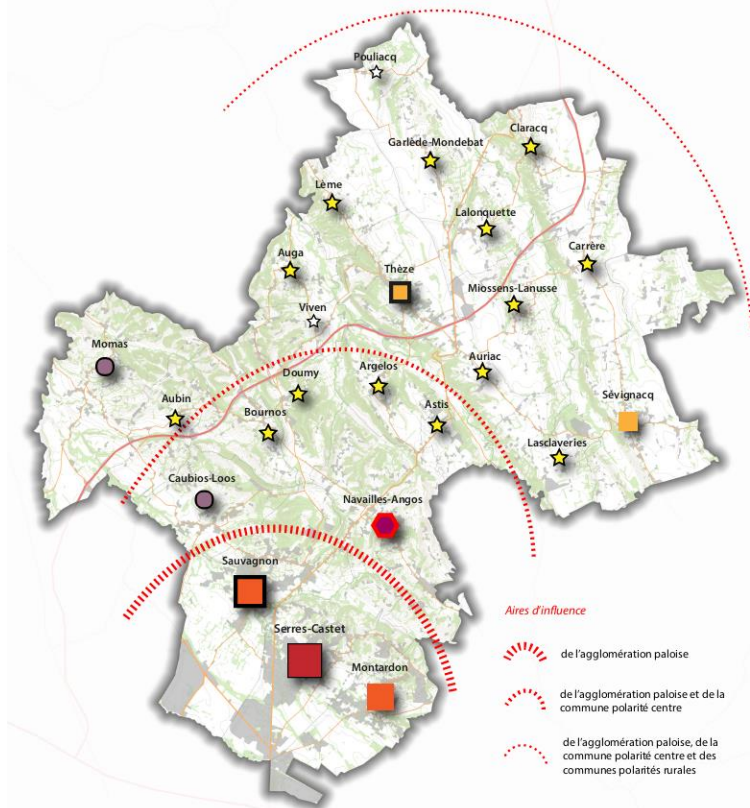 Pouliacq
Claracq
Garlède-Mondebat
Lème
Lalonquette
Carrère
Auga
Thèze
Miossens-Lanusse
Viven
Momas
Auriac
Argelos
Doumy
Sévignacq
Aubin
Astis
Bournos
Lasclaveries
Caubios-Loos
Navailles-Angos
Sauvagnon
Serres-Castet
Montardon
Aires d'influence
de l'agglomération paloise
de l'agglomération paloise et de la
commune polarité centre
de l'agglomération paloise, de la
commune polarité centre et des
communes polarités rurales